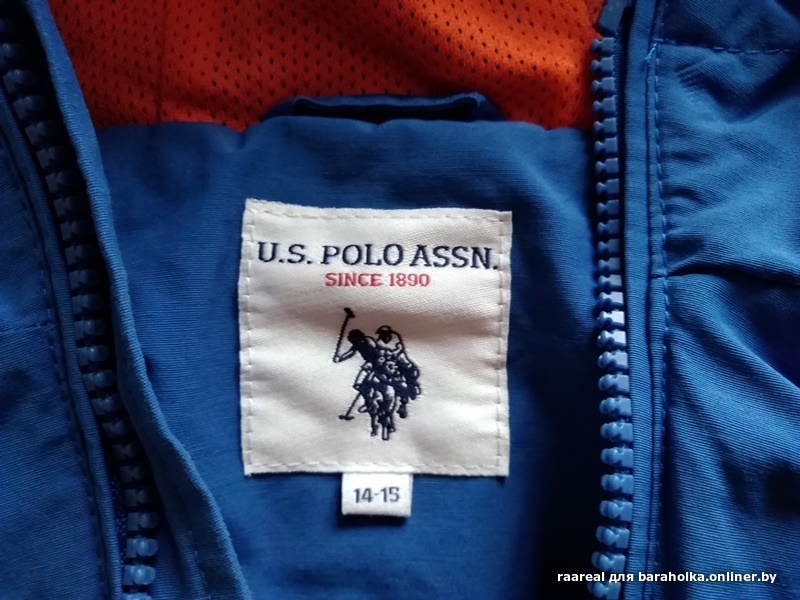 U.S. POLO ASSN.
SINCE 1890
14-15
raareal для baraholka.onliner.by